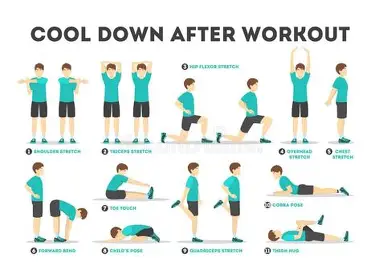 COOL DOWN AFTER WORKOUT
3 HIP FLEXOR STRETCH
1 SHOULDER STRETCH
2 TRICEPS STRETCH
4 OVERHEAD
STRETCH
5 CHEST
STRETCH
7 TOE TOUCH
10 COBRA POSE
6 FORWARD BEND
8 CHILD'S POSE
9 QUADRICEPS STRETCH
11 THIGH HUG